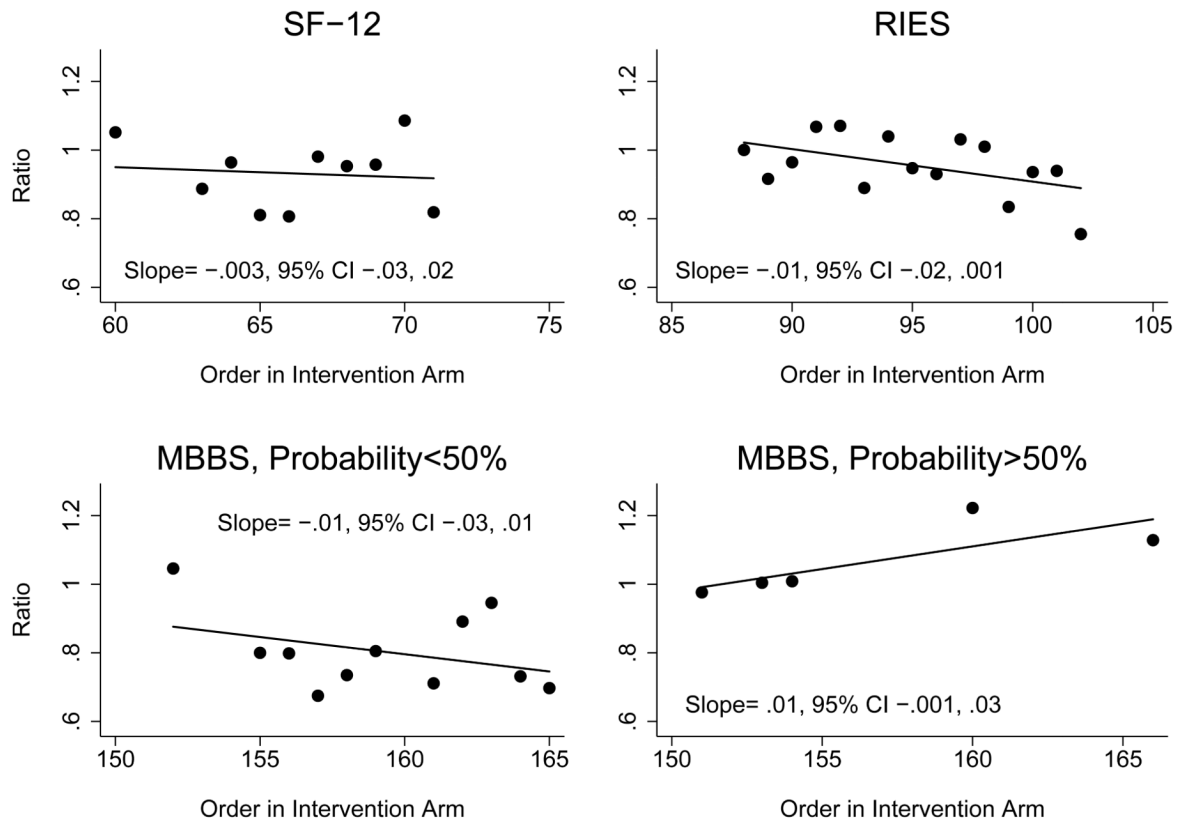 SF−12
RIES
Ratio
.6 .8 1 1.2
.6 .8 1 1.2
Slope= −.003, 95% CI −.03, .02
Slope= −.01, 95% CI −.02, .001
60 65 70 75
85 90 95 100 105
Order in Intervention Arm
Order in Intervention Arm
MBBS, Probability<50%
MBBS, Probability>50%
Ratio
.6 .8 1 1.2
.6 .8 1 1.2
Slope= −.01, 95% CI −.03, .01
Slope= .01, 95% CI −.001, .03
150 155 160 165
150 155 160 165
Order in Intervention Arm
Order in Intervention Arm